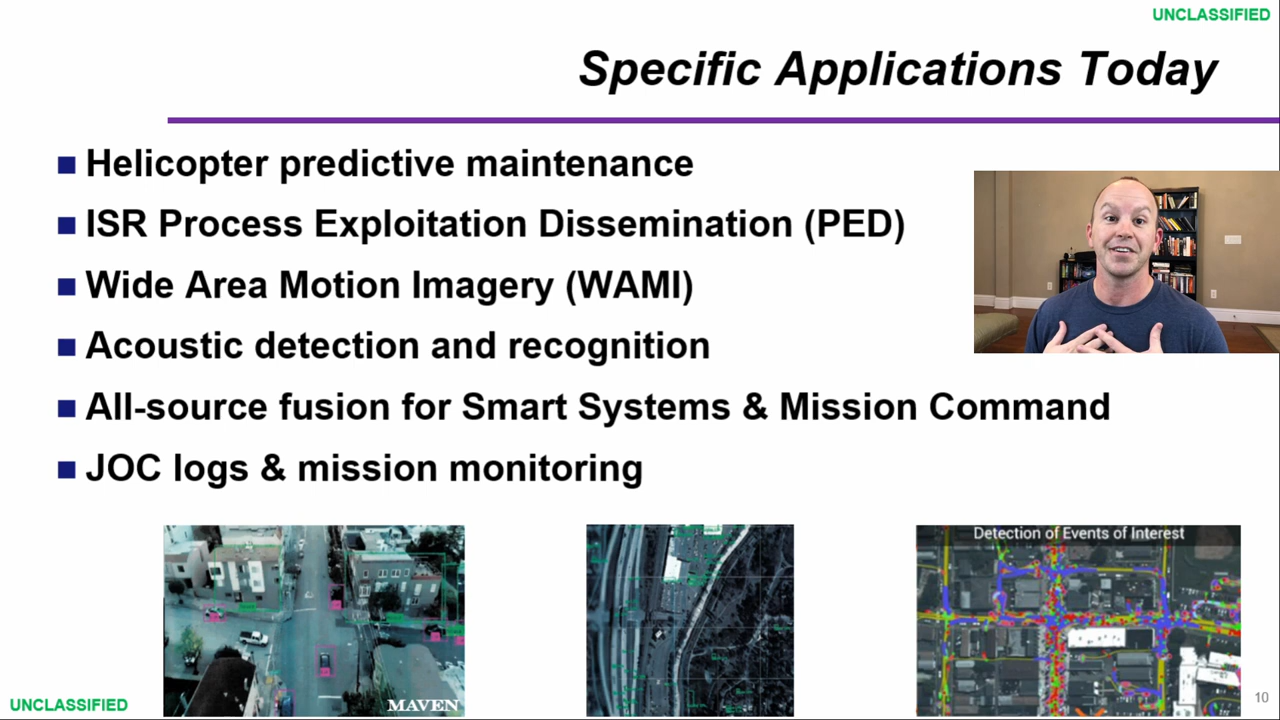 UNCLASSIFIED
Specific Applications Today
Helicopter predictive maintenance
ISR Process Exploitation Dissemination (PED)
Wide Area Motion Imagery (WAMI)
Acoustic detection and recognition
All-source fusion for Smart Systems & Mission Command
JOC logs & mission monitoring
Detection of Events of Interest
MAVEN
UNCLASSIFIED
10